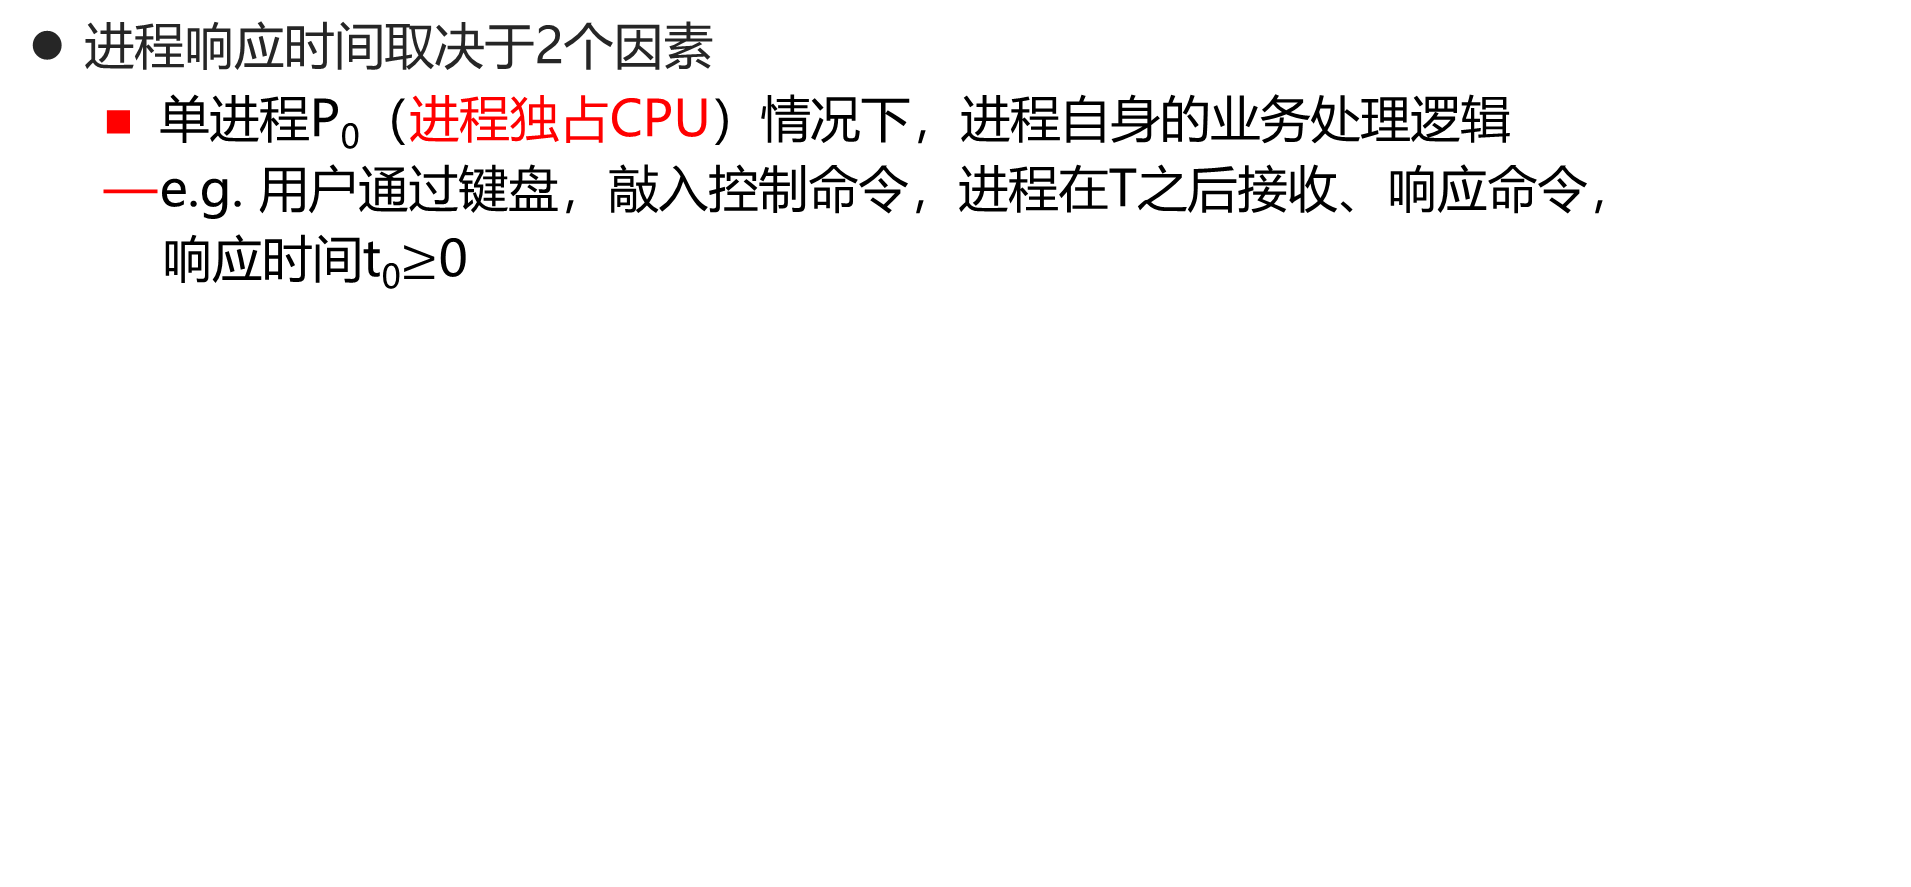 ● 进程响应时间取决于2个因素
■ 单进程P₀（进程独占CPU）情况下，进程自身的业务处理逻辑
—e.g. 用户通过键盘，敲入控制命令，进程在T之后接收、响应命令，
响应时间t₀≥0